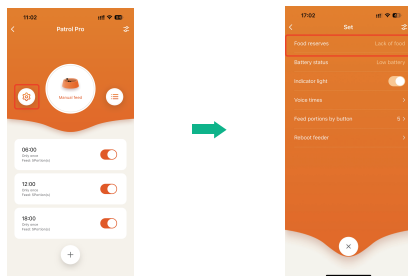 11:02
Patrol Pro
Manual feed
06:00
Only once
12:00
Only once
18:00
Only once
17:02
Set
Food reserves Lack of food
Battery status Low battery
Indicator light
Voice times
Feed portions by button 5
Reboot feeder